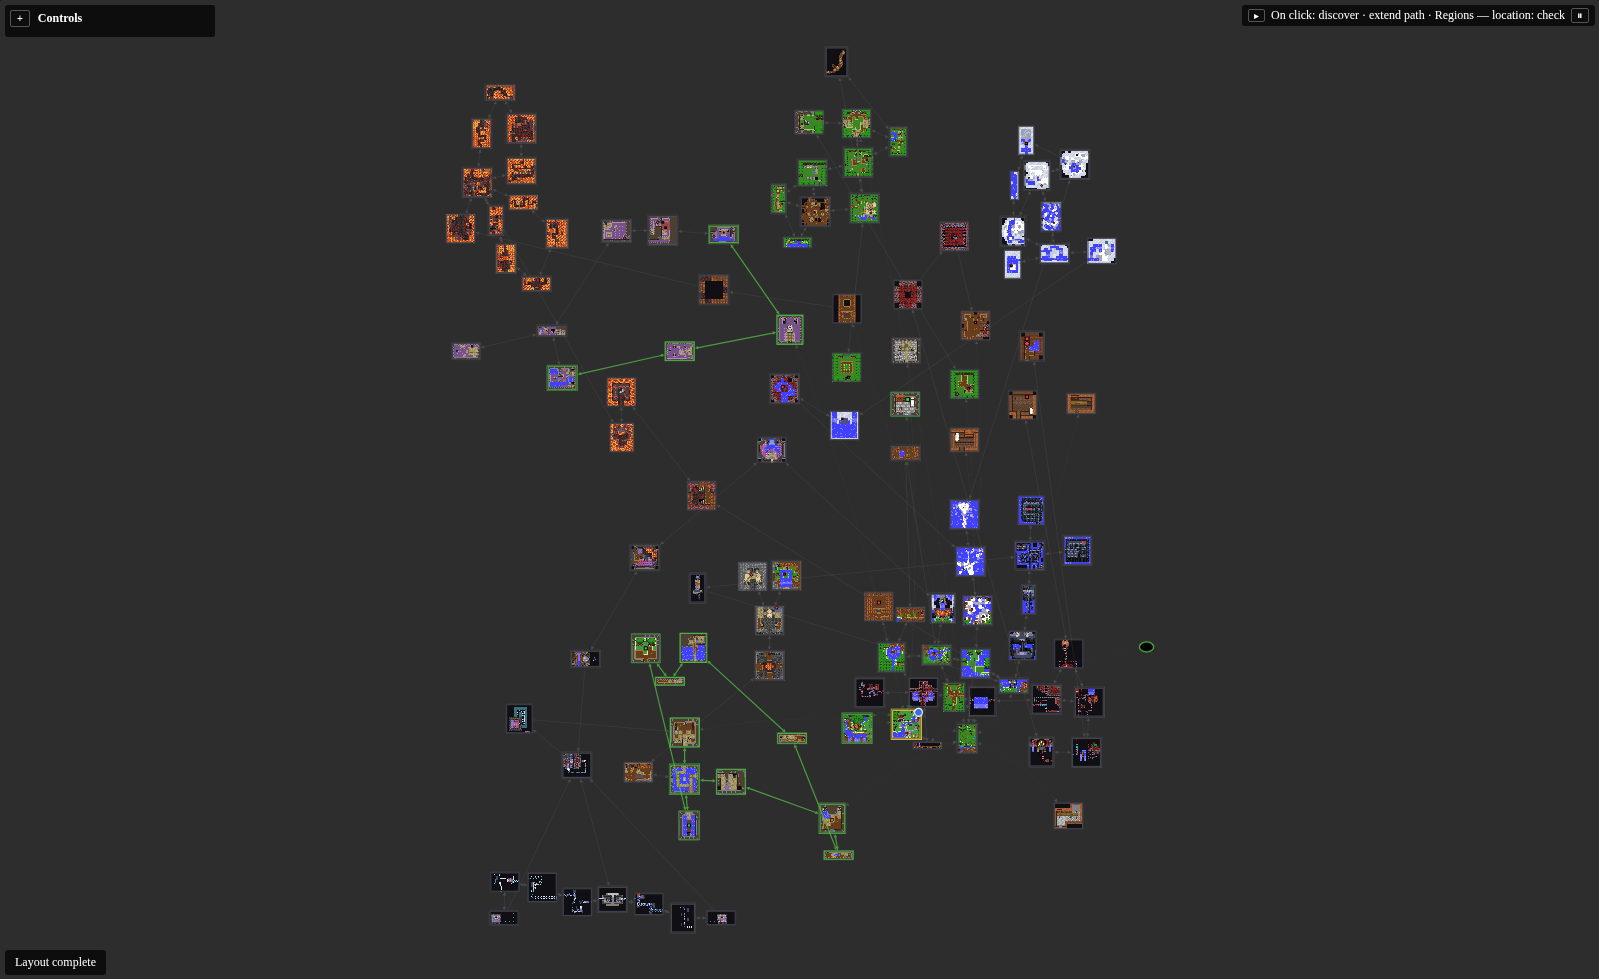 + Controls
On click: discover · extend path · Regions — location: check
Layout complete